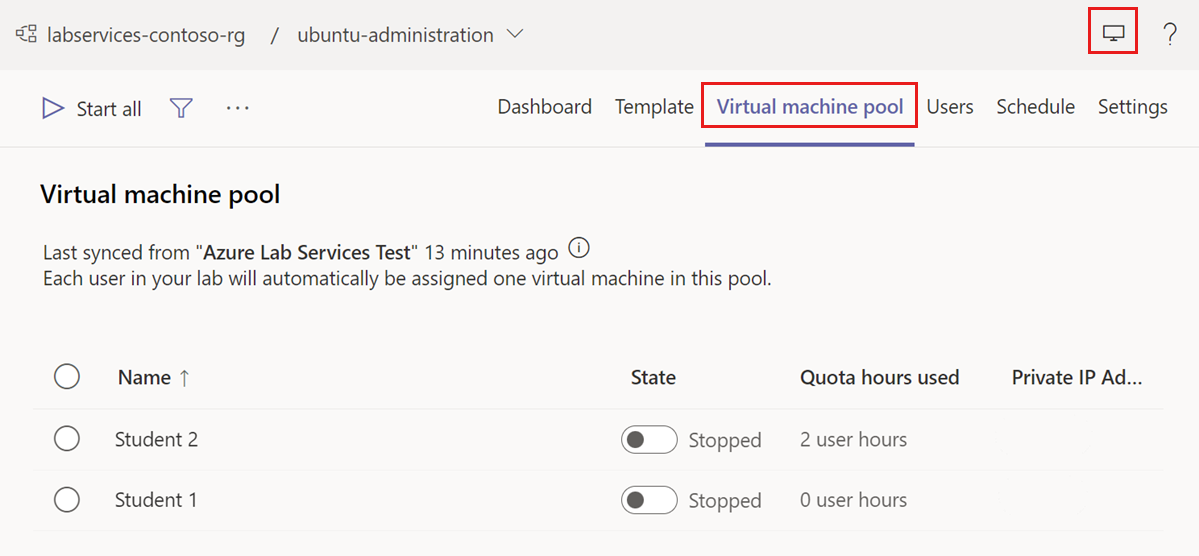 labservices-contoso-rg / ubuntu-administration
Start all ... Dashboard Template Virtual machine pool Users Schedule Settings
Virtual machine pool
Last synced from "Azure Lab Services Test" 13 minutes ago
Each user in your lab will automatically be assigned one virtual machine in this pool.
Name ↑ State Quota hours used Private IP Ad...
Student 2 Stopped 2 user hours
Student 1 Stopped 0 user hours